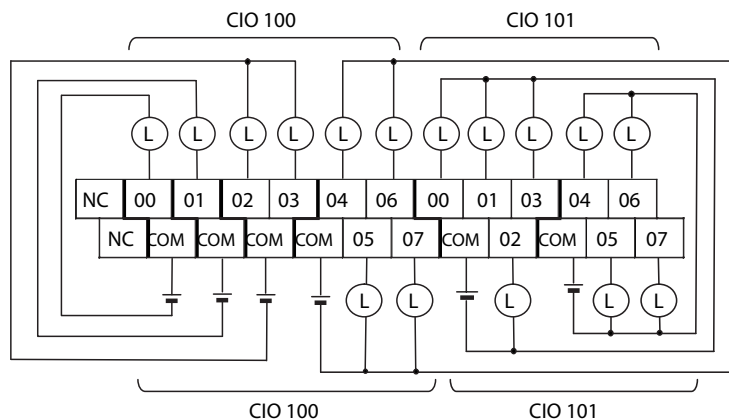 CIO 100 CIO 101
L L L L L L L L L L L
NC 00 01 02 03 04 06 00 01 03 04 06
NC COM COM COM COM 05 07 COM 02 COM 05 07
L L L L L
CIO 100 CIO 101